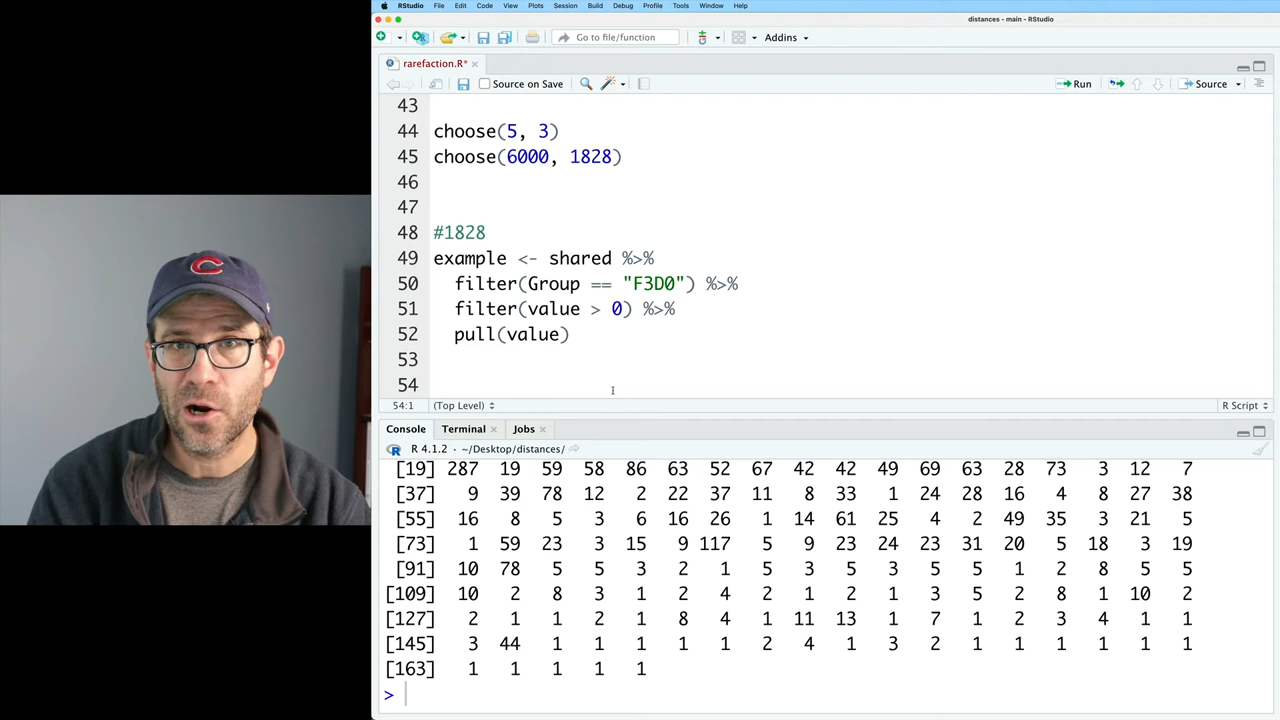 RStudio File Edit Code View Plots Session Build Debug Profile Tools Window Help
distances - main - RStudio
Go to file/function Addins
rarefaction.R*
Source on Save Run Source
43
44 choose(5, 3)
45 choose(6000, 1828)
46
47
48 #1828
49 example <- shared %>%
50 filter(Group == "F3D0") %>%
51 filter(value > 0) %>%
52 pull(value)
53
54
54:1 (Top Level) R Script
Console Terminal Jobs
R 4.1.2 · ~/Desktop/distances/
[19] 287 19 59 58 86 63 52 67 42 42 49 69 63 28 73 3 12 7
[37] 9 39 78 12 2 22 37 11 8 33 1 24 28 16 4 8 27 38
[55] 16 8 5 3 6 16 26 1 14 61 25 4 2 49 35 3 21 5
[73] 1 59 23 3 15 9 117 5 9 23 24 23 31 20 5 18 3 19
[91] 10 78 5 5 3 2 1 5 3 5 3 5 5 1 2 8 5 5
[109] 10 2 8 3 1 2 4 2 1 2 1 3 5 2 8 1 10 2
[127] 2 1 1 2 1 8 4 1 11 13 1 7 1 2 3 4 1 1
[145] 3 44 1 1 1 1 1 2 4 1 3 2 1 1 1 1 1 1
[163] 1 1 1 1 1
>